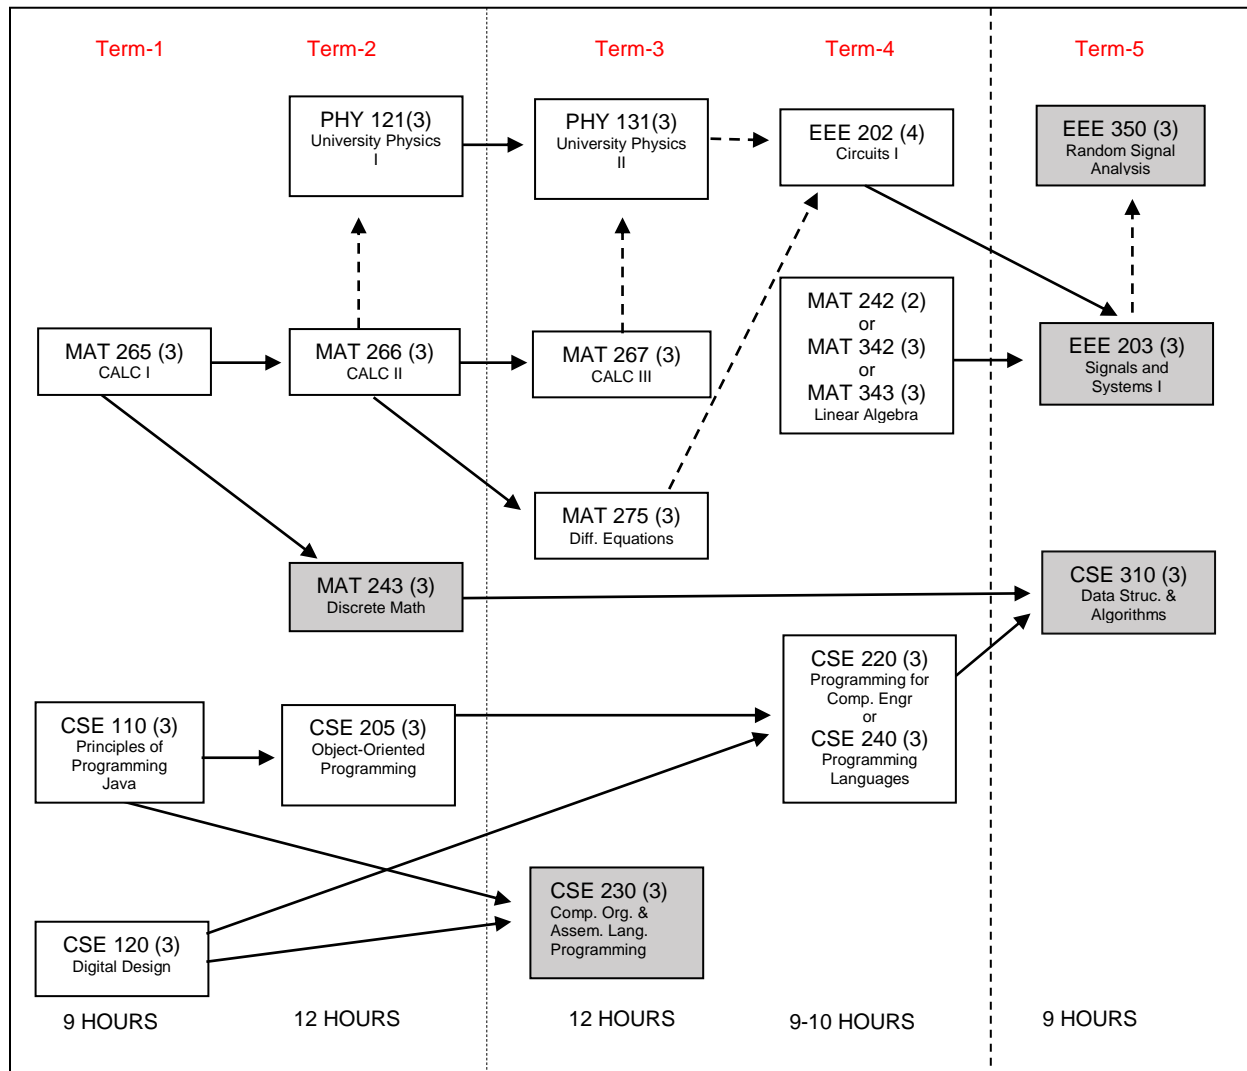 Term-1
Term-2
Term-3
Term-4
Term-5
PHY 121(3)
University Physics
I
PHY 131(3)
University Physics
II
EEE 202 (4)
Circuits I
EEE 350 (3)
Random Signal
Analysis
MAT 265 (3)
CALC I
MAT 266 (3)
CALC II
MAT 267 (3)
CALC III
MAT 242 (2)
or
MAT 342 (3)
or
MAT 343 (3)
Linear Algebra
EEE 203 (3)
Signals and
Systems I
MAT 275 (3)
Diff. Equations
MAT 243 (3)
Discrete Math
CSE 310 (3)
Data Struc. &
Algorithms
CSE 110 (3)
Principles of
Programming
Java
CSE 205 (3)
Object-Oriented
Programming
CSE 220 (3)
Programming for
Comp. Engr
or
CSE 240 (3)
Programming
Languages
CSE 120 (3)
Digital Design
CSE 230 (3)
Comp. Org. &
Assem. Lang.
Programming
9 HOURS
12 HOURS
12 HOURS
9-10 HOURS
9 HOURS